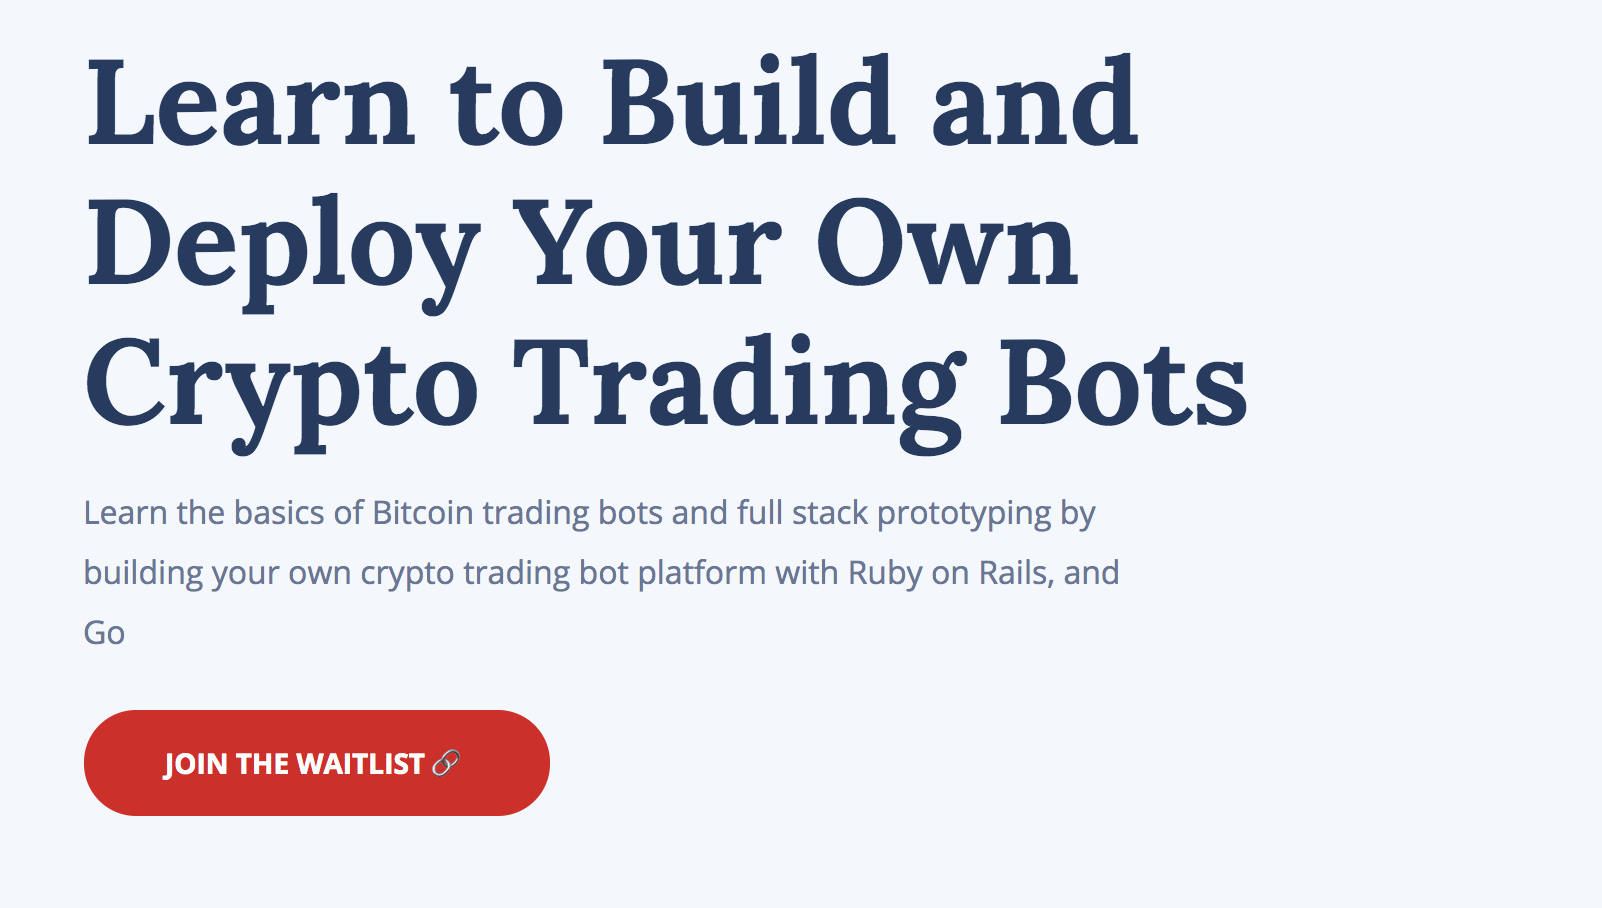 Learn to Build and
Deploy Your Own
Crypto Trading Bots
Learn the basics of Bitcoin trading bots and full stack prototyping by
building your own crypto trading bot platform with Ruby on Rails, and
Go
JOIN THE WAITLIST 🔗